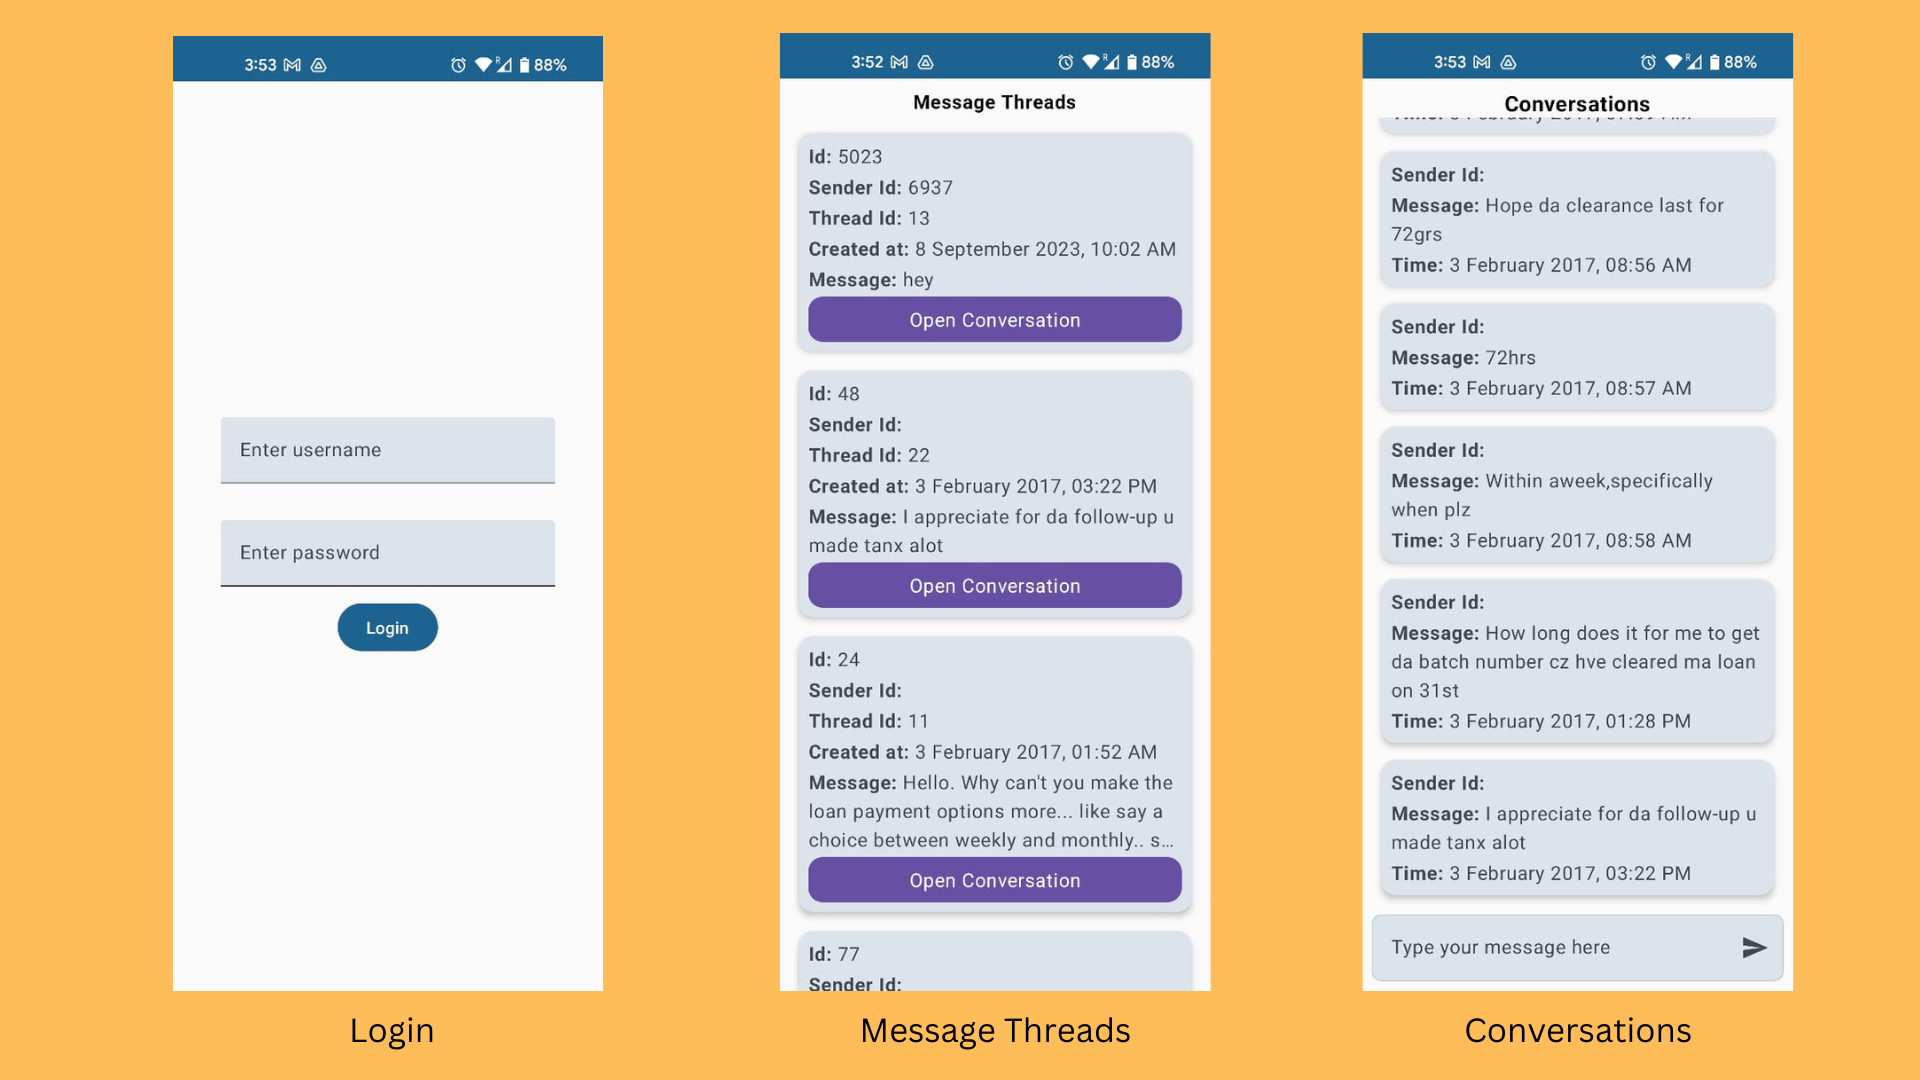 3:53
88%
Enter username
Enter password
Login
Login
3:52
88%
Message Threads
Id: 5023
Sender Id: 6937
Thread Id: 13
Created at: 8 September 2023, 10:02 AM
Message: hey
Open Conversation
Id: 48
Sender Id:
Thread Id: 22
Created at: 3 February 2017, 03:22 PM
Message: I appreciate for da follow-up u
made tanx alot
Open Conversation
Id: 24
Sender Id:
Thread Id: 11
Created at: 3 February 2017, 01:52 AM
Message: Hello. Why can't you make the
loan payment options more... like say a
choice between weekly and monthly.. s...
Open Conversation
Id: 77
Sender Id:
Message Threads
3:53
R
88%
Conversations
Sender Id:
Message: Hope da clearance last for
72grs
Time: 3 February 2017, 08:56 AM
Sender Id:
Message: 72hrs
Time: 3 February 2017, 08:57 AM
Sender Id:
Message: Within aweek,specifically
when plz
Time: 3 February 2017, 08:58 AM
Sender Id:
Message: How long does it for me to get
da batch number cz hve cleared ma loan
on 31st
Time: 3 February 2017, 01:28 PM
Sender Id:
Message: I appreciate for da follow-up u
made tanx alot
Time: 3 February 2017, 03:22 PM
Type your message here
Conversations